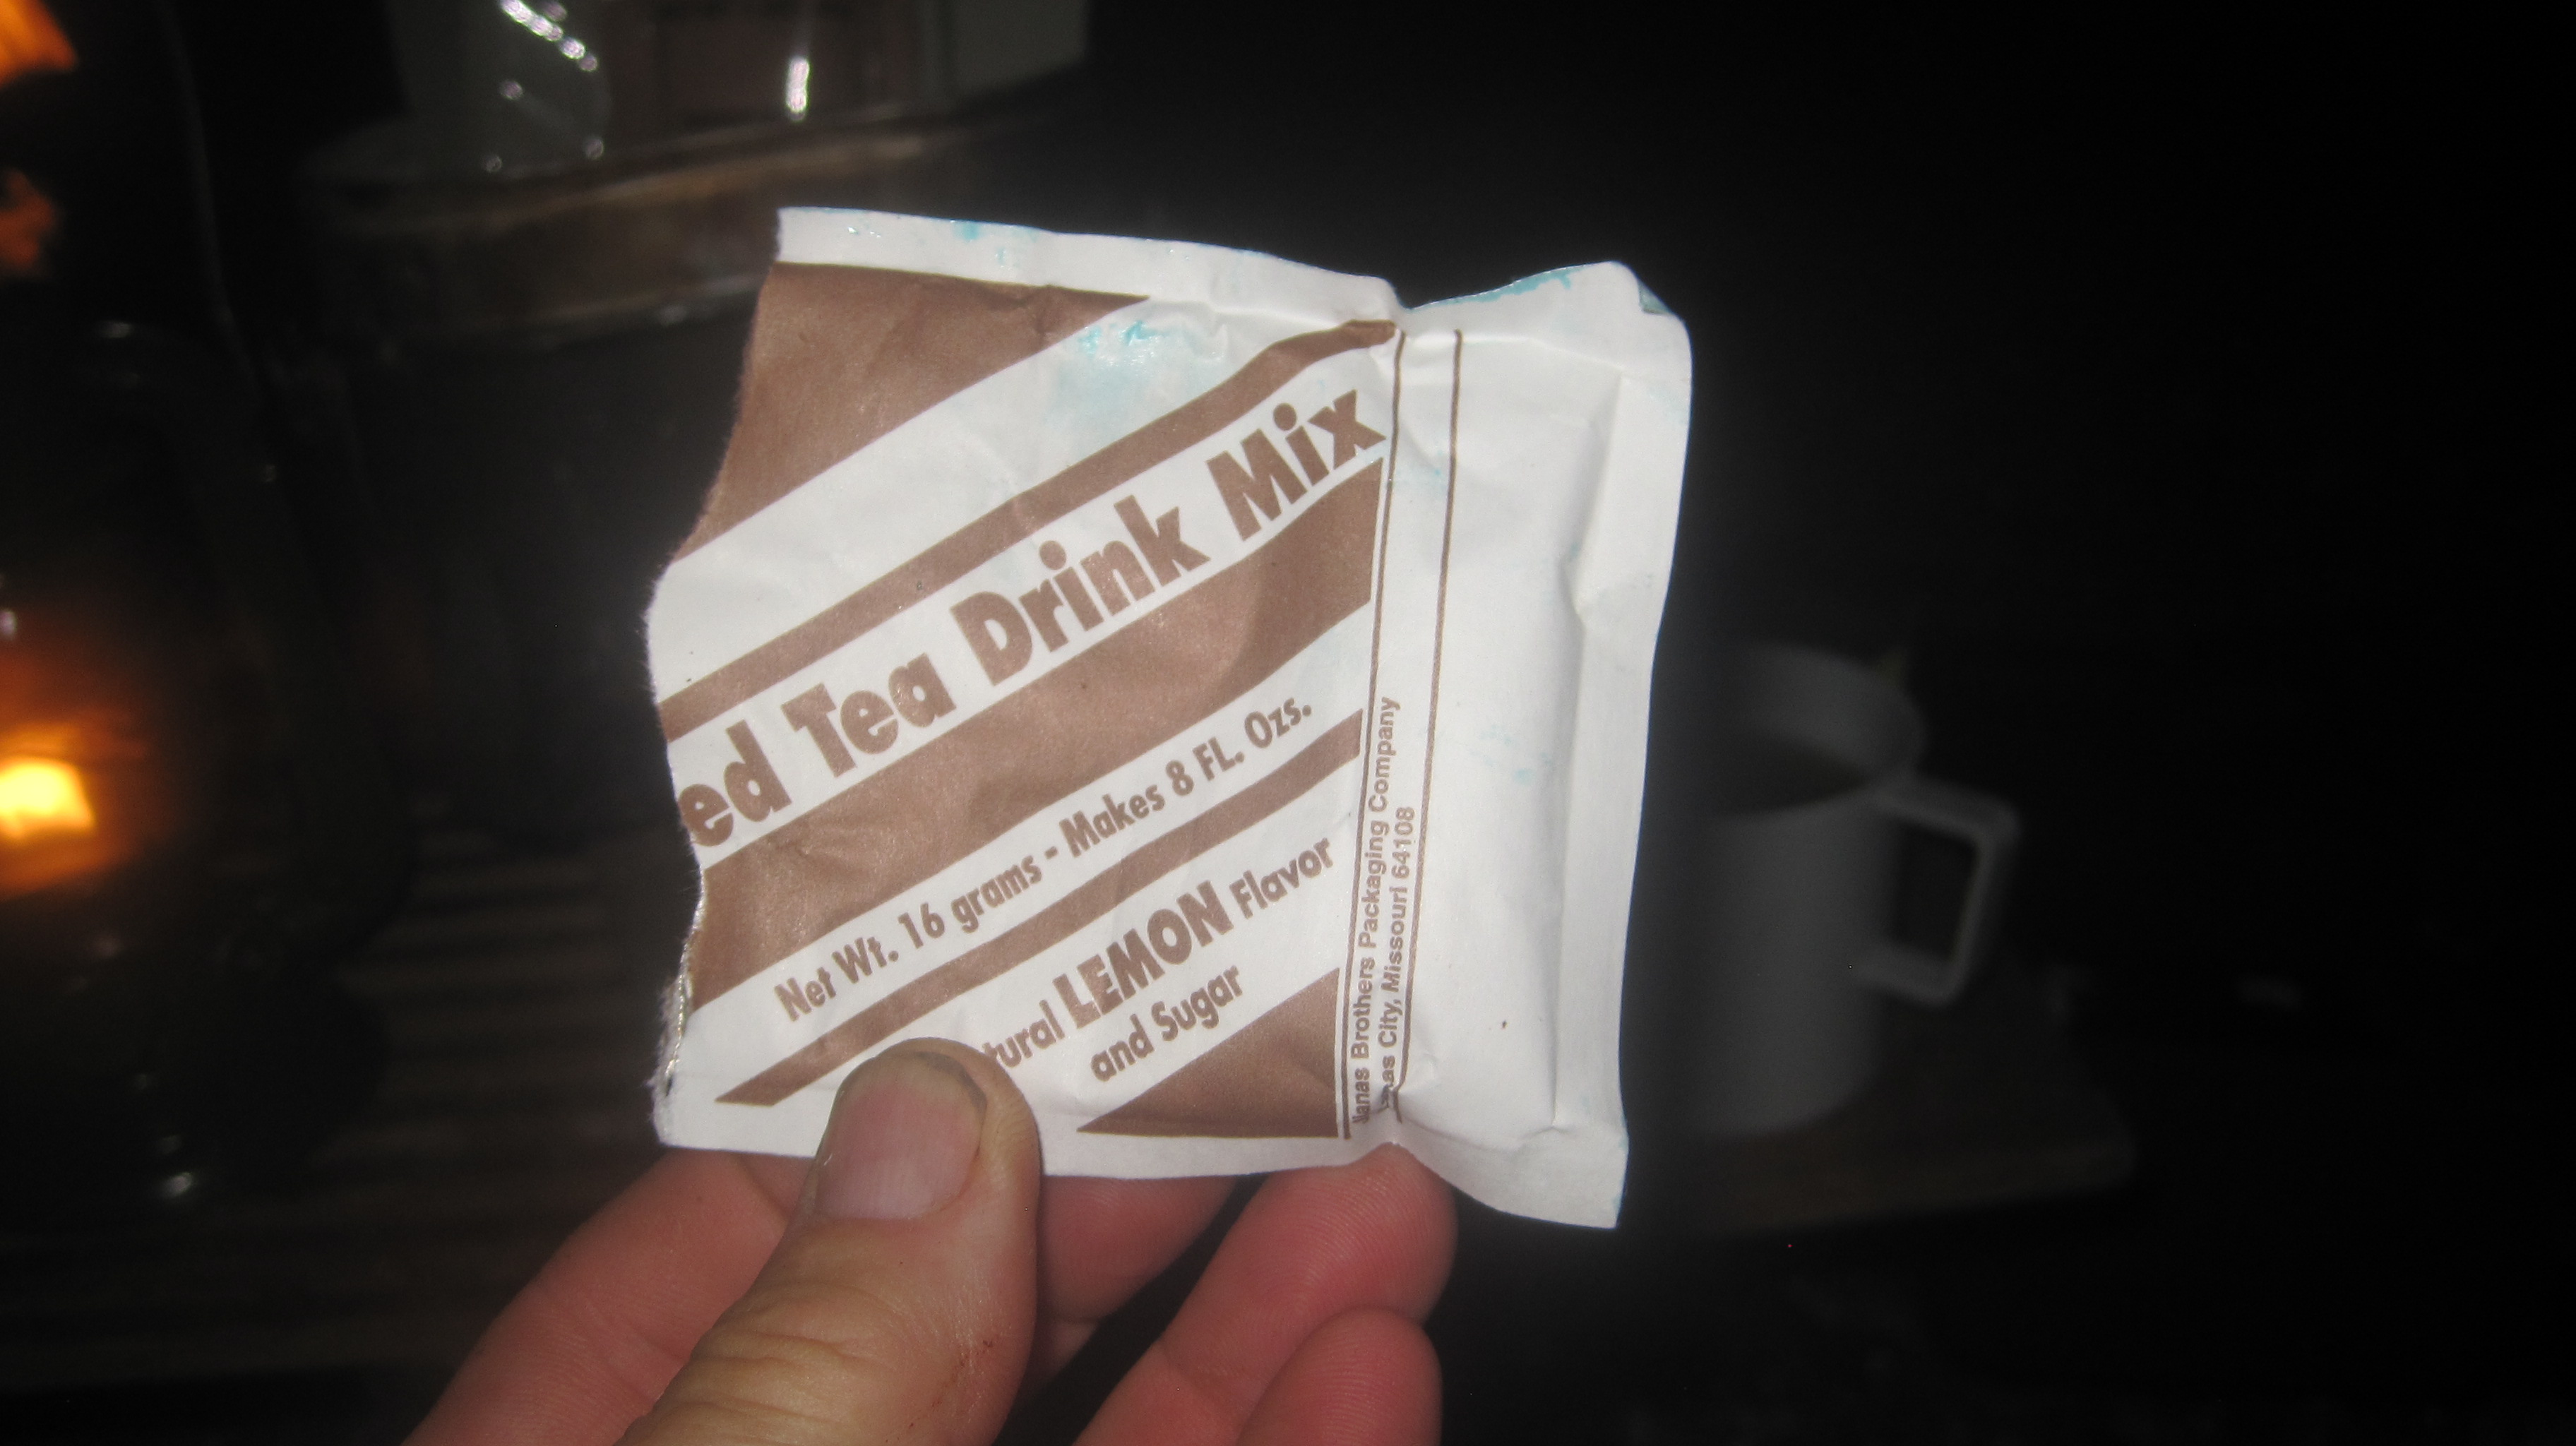 ed Tea Drink Mix
Net Wt. 16 grams - Makes 8 FL. Ozs.
tural LEMON Flavor
and Sugar
Brothers Packaging Company
as City, Missouri 64108